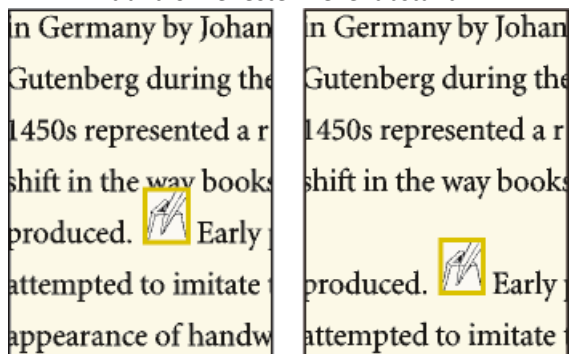 in Germany by Johan
Gutenberg during the
1450s represented a r
shift in the way books
produced. Early
attempted to imitate
appearance of handw
in Germany by Johan
Gutenberg during the
1450s represented a r
shift in the way books
produced. Early
attempted to imitate